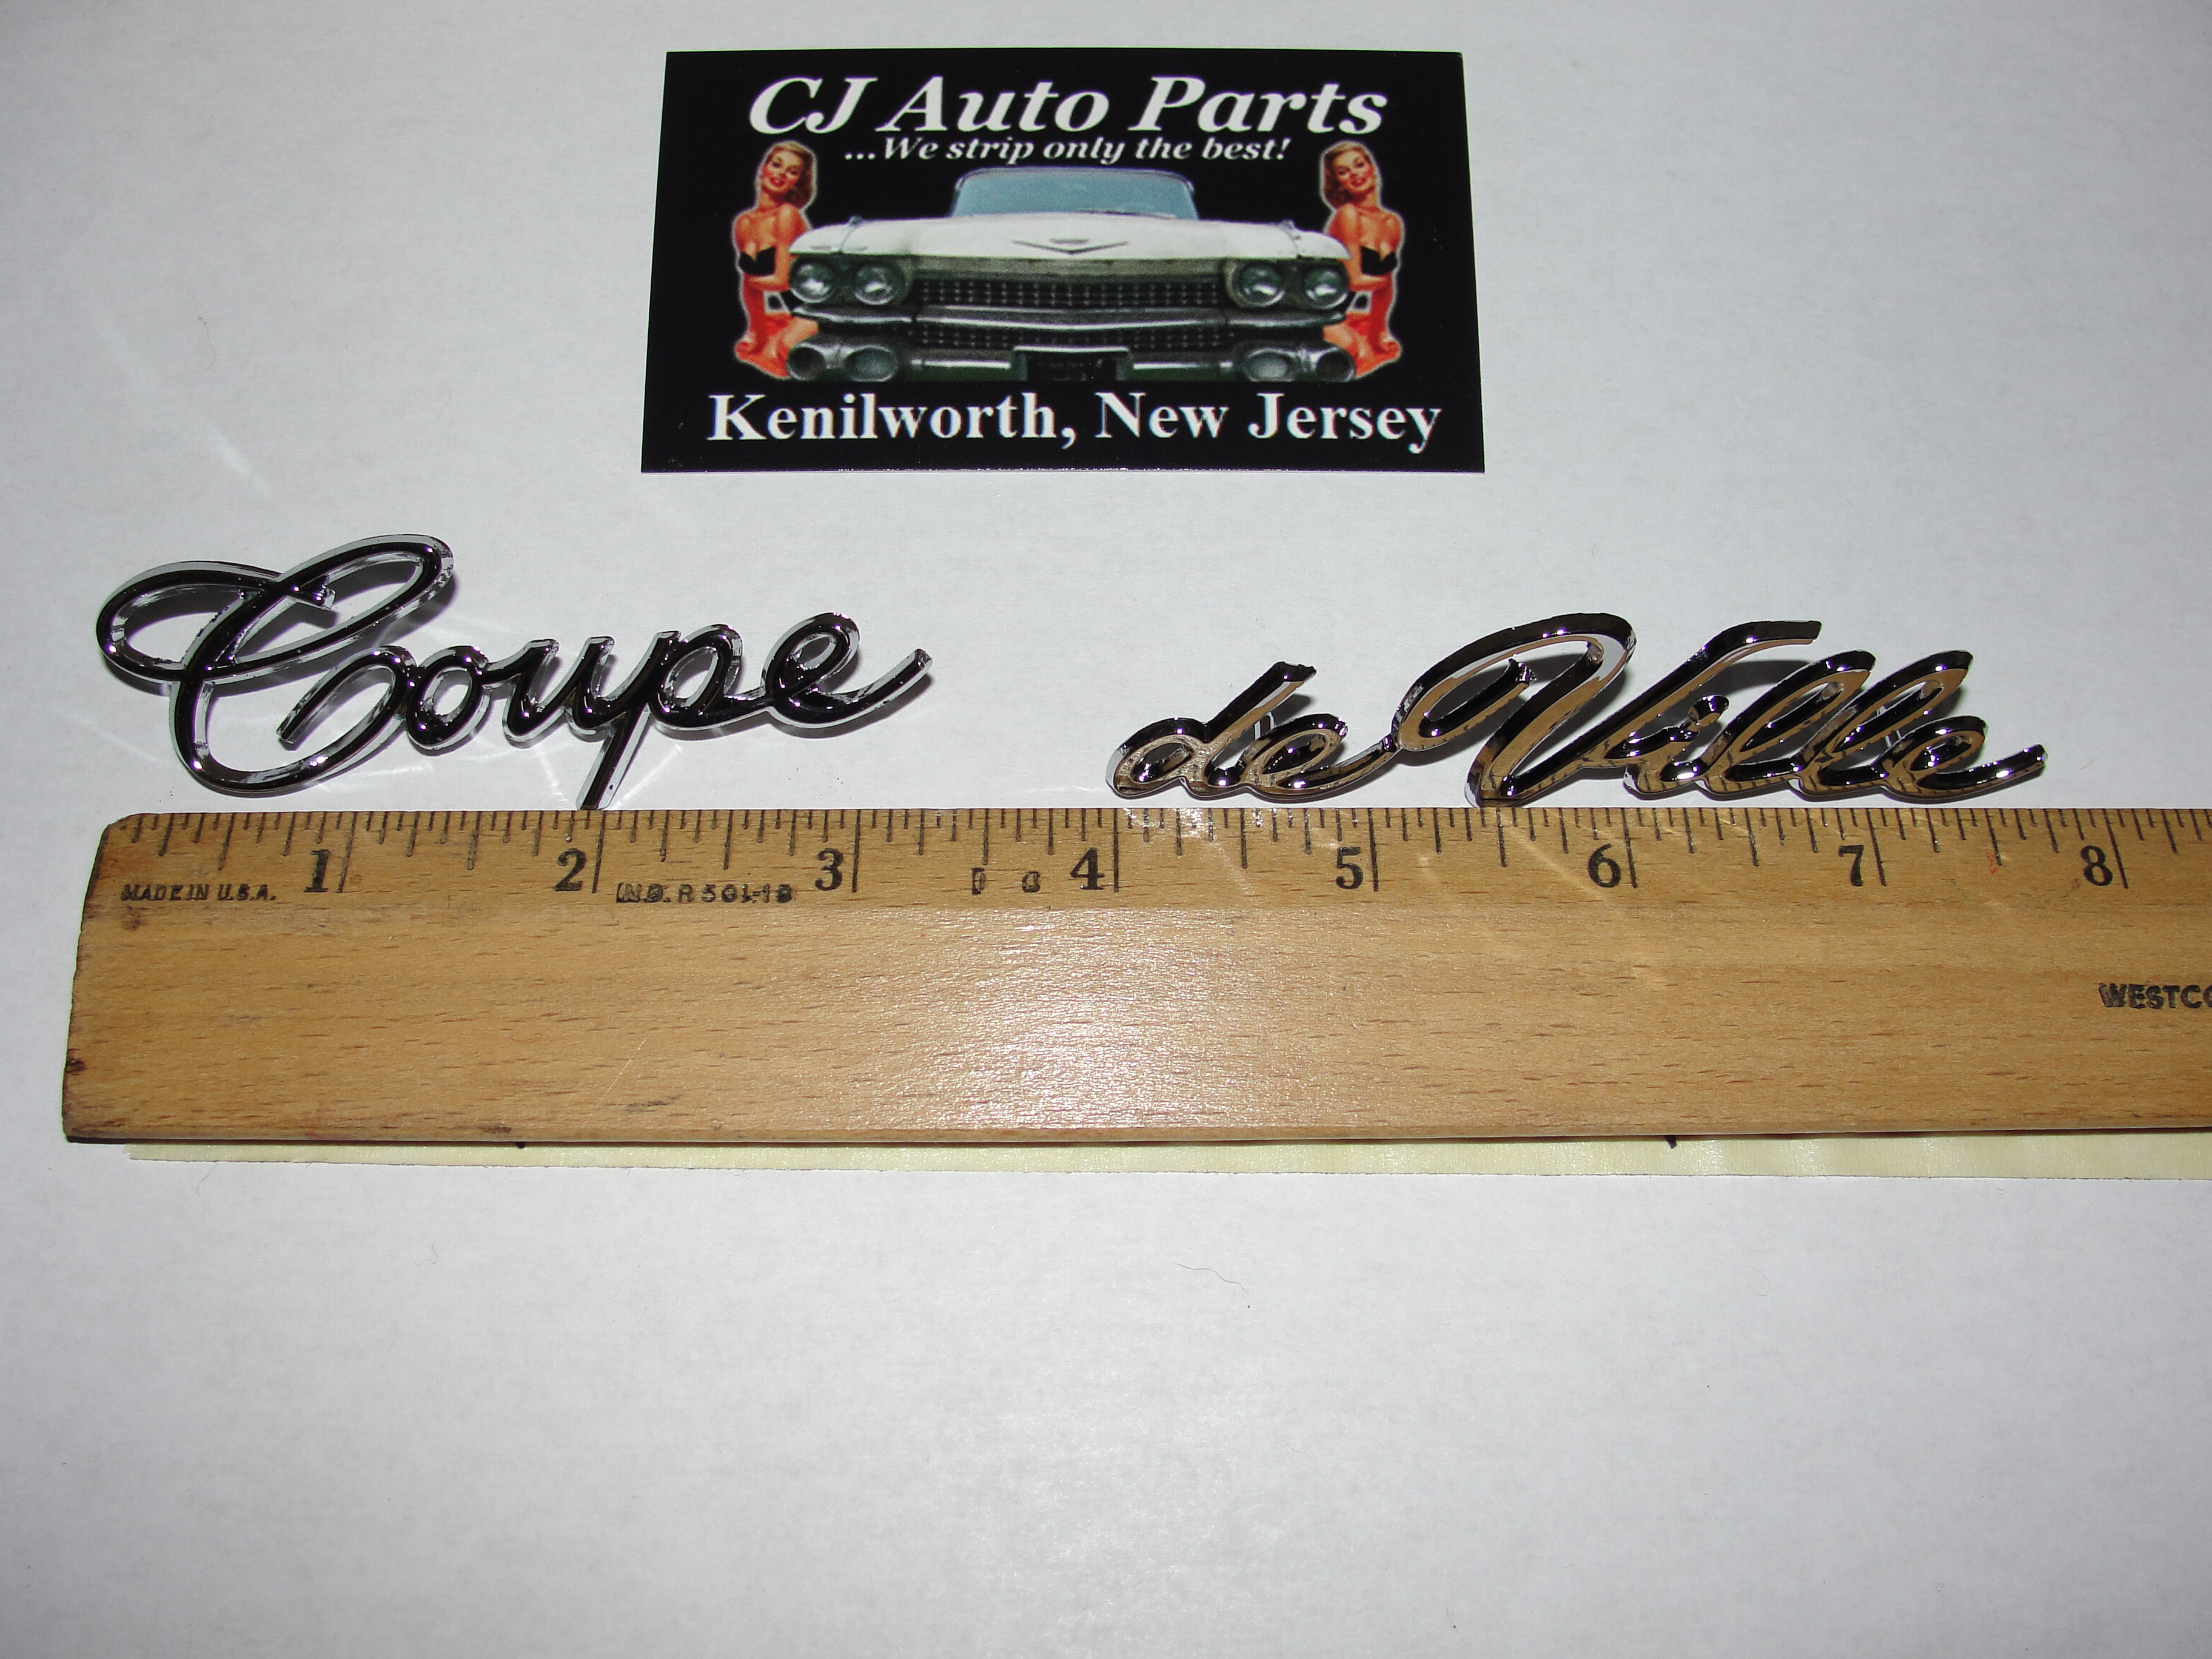 CJ Auto Parts
...We strip only the best!
Kenilworth, New Jersey
Coupe de Ville
1 2 3 4 5 6 7 8
MADE IN U.S.A.